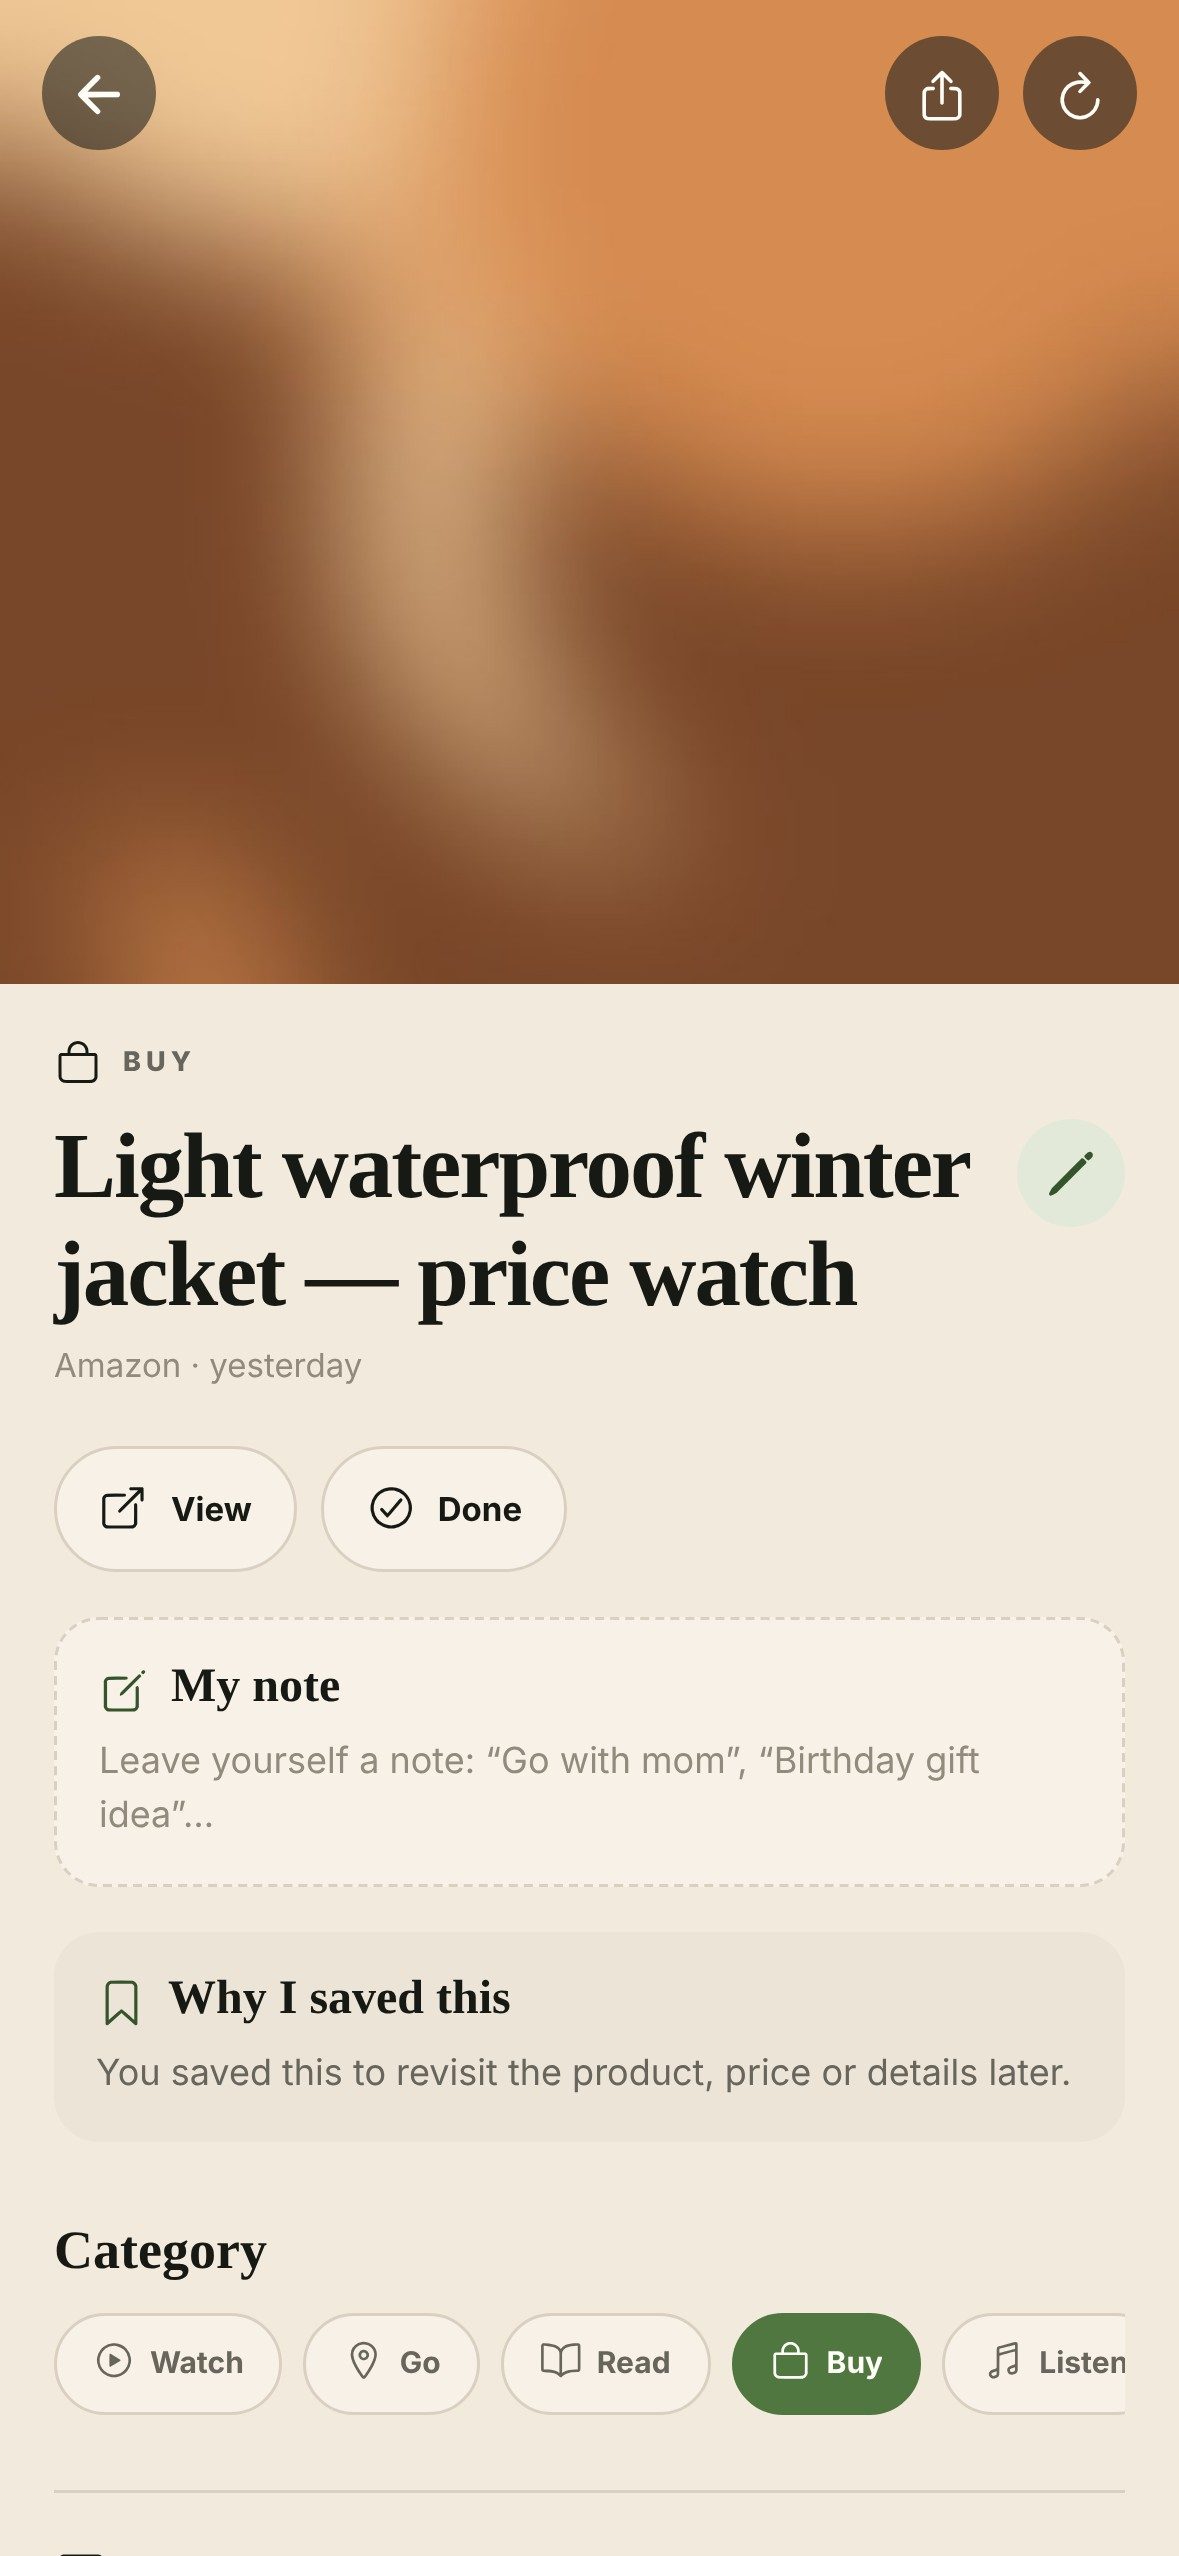 BUY
Light waterproof winter
jacket — price watch
Amazon · yesterday
View
Done
My note
Leave yourself a note: “Go with mom”, “Birthday gift
idea”…
Why I saved this
You saved this to revisit the product, price or details later.
Category
Watch
Go
Read
Buy
Listen